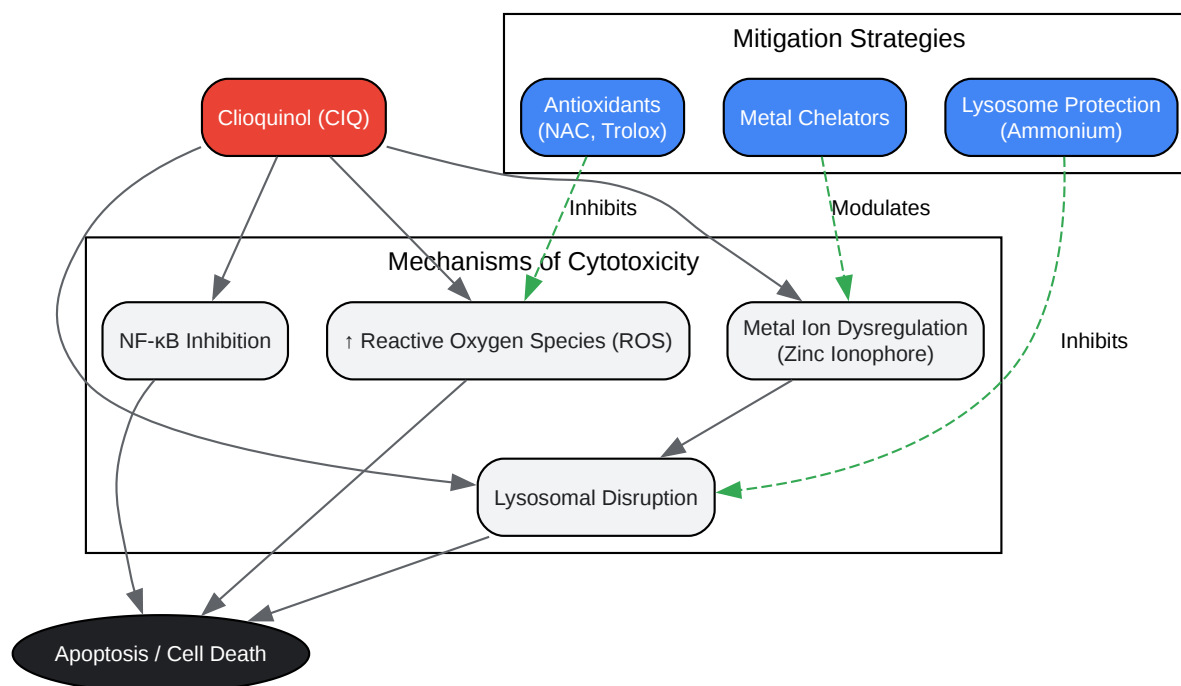 Mitigation Strategies
Clioquinol (CIQ)
Antioxidants
(NAC, Trolox)
Metal Chelators
Lysosome Protection
(Ammonium)
Inhibits
Modulates
Mechanisms of Cytotoxicity
NF-κB Inhibition
↑ Reactive Oxygen Species (ROS)
Metal Ion Dysregulation
(Zinc Ionophore)
Inhibits
Lysosomal Disruption
Apoptosis / Cell Death